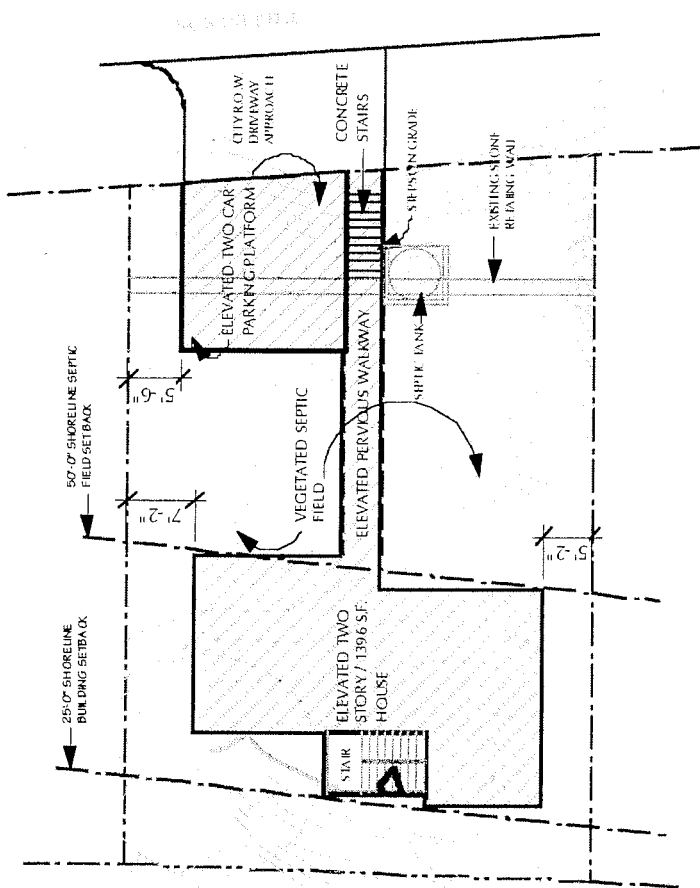 CITY R.O.W.
DRIVEWAY
APPROACH
CONCRETE
STAIRS
STEPS ON GRADE
EXISTING STONE
RETAING WALL
ELEVATED TWO CAR
PARKING PLATFORM
SEPTIC TANK
ELEVATED PERVIOUS WALKWAY
VEGETATED SEPTIC
FIELD
5'-6"
7'-2"
5'-2"
50'-0" SHORELINE SEPTIC
FIELD SETBACK
25'-0" SHORELINE
BUILDING SETBACK
ELEVATED TWO
STORY / 1396 S.F.
HOUSE
STAIR